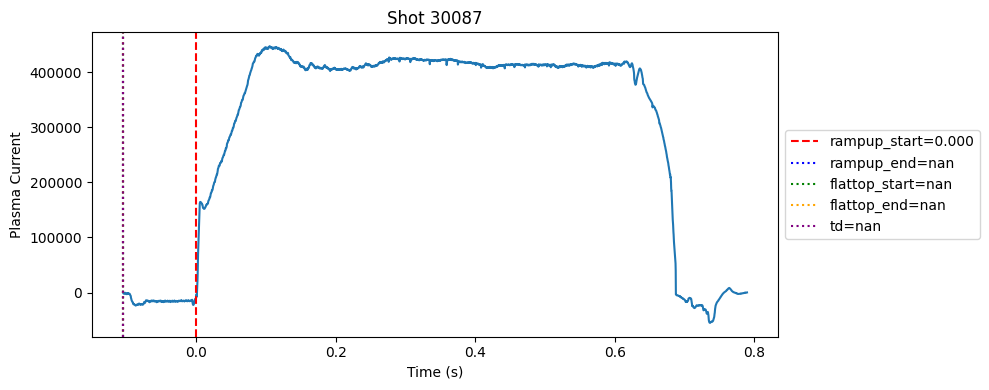 Shot 30087
Plasma Current
400000
300000
200000
100000
0
0.0 0.2 0.4 0.6 0.8
Time (s)
rampup_start=0.000
rampup_end=nan
flattop_start=nan
flattop_end=nan
td=nan